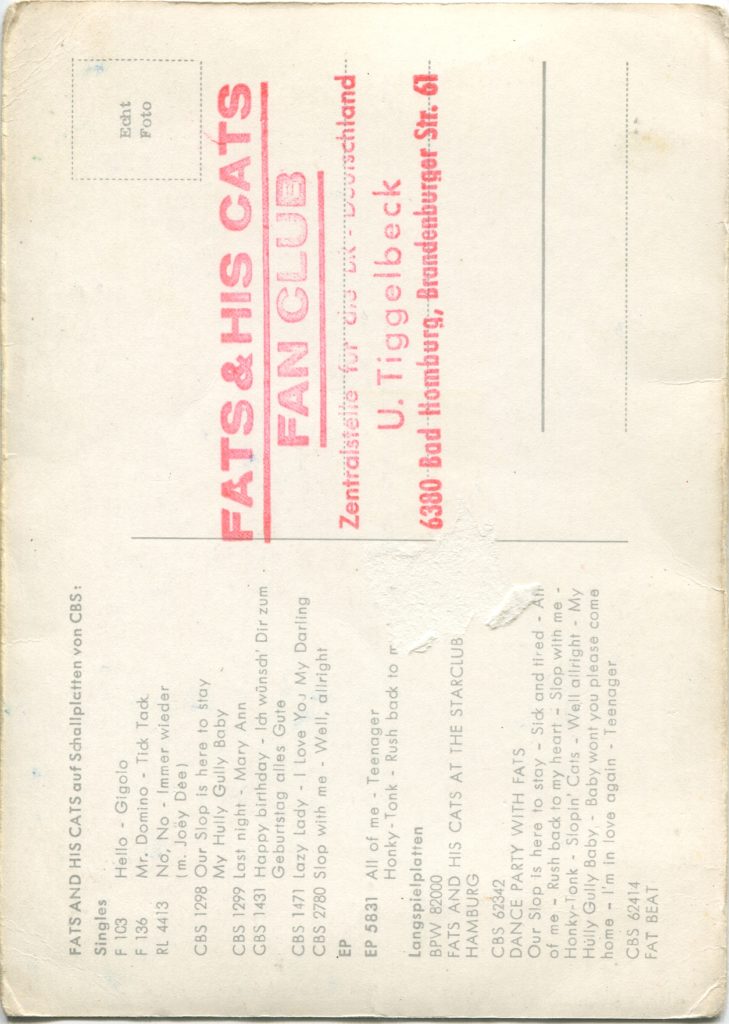 FATS AND HIS CATS auf Schallplatten von CBS:
Singles
F 103 Hello - Gigolo
F 136 Mr. Domino - Tick Tack
RL 4413 No, No - Immer wieder
(m. Joey Dee)
CBS 1298 Our Slop is here to stay
My Hully Gully Baby
CBS 1299 Last night - Mary Ann
CBS 1431 Happy birthday - Ich wünsch' Dir zum
Geburtstag alles Gute
CBS 1471 Lazy Lady - I Love You My Darling
CBS 2780 Slop with me - Well, allright
EP
EP 5831 All of me - Teenager
Honky-Tonk - Rush back to
Langspielplatten
BPW 82000
FATS AND HIS CATS AT THE STARCLUB
HAMBURG
CBS 62342
DANCE PARTY WITH FATS
Our Slop is here to stay - Sick and tired - All
of me - Rush back to my heart - Slop with me -
Honky-Tonk - Slopin' Cats - Well allright - My
Hully Gully Baby - Baby wont you please come
home - I'm in love again - Teenager
CBS 62414
FAT BEAT
Echt
Foto
FATS & HIS CATS
FAN CLUB
Zentralstelle für die BR - Deutschland
U. Tiggelbeck
6380 Bad Homburg, Brandenburger Str. 61